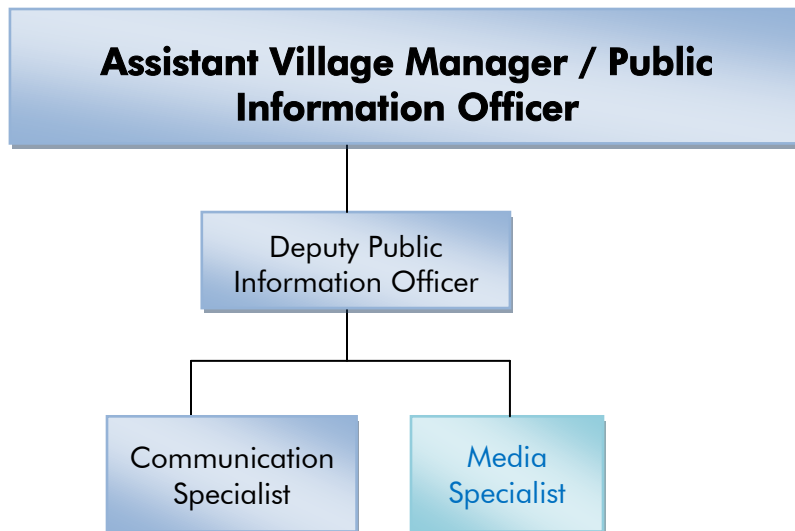 Assistant Village Manager / Public
Information Officer
Deputy Public
Information Officer
Communication
Specialist
Media
Specialist